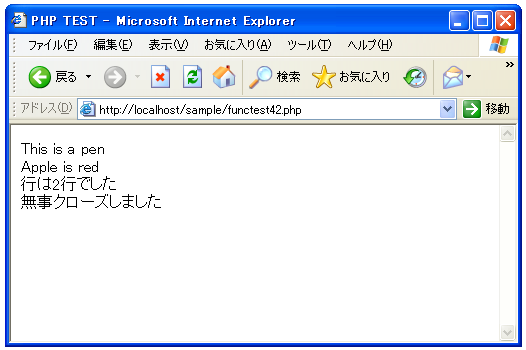 PHP TEST - Microsoft Internet Explorer
ファイル(F) 編集(E) 表示(V) お気に入り(A) ツール(T) ヘルプ(H)
戻る 検索 お気に入り »
アドレス(D) http://localhost/sample/functest42.php 移動
This is a pen
Apple is red
行は2行でした
無事クローズしました